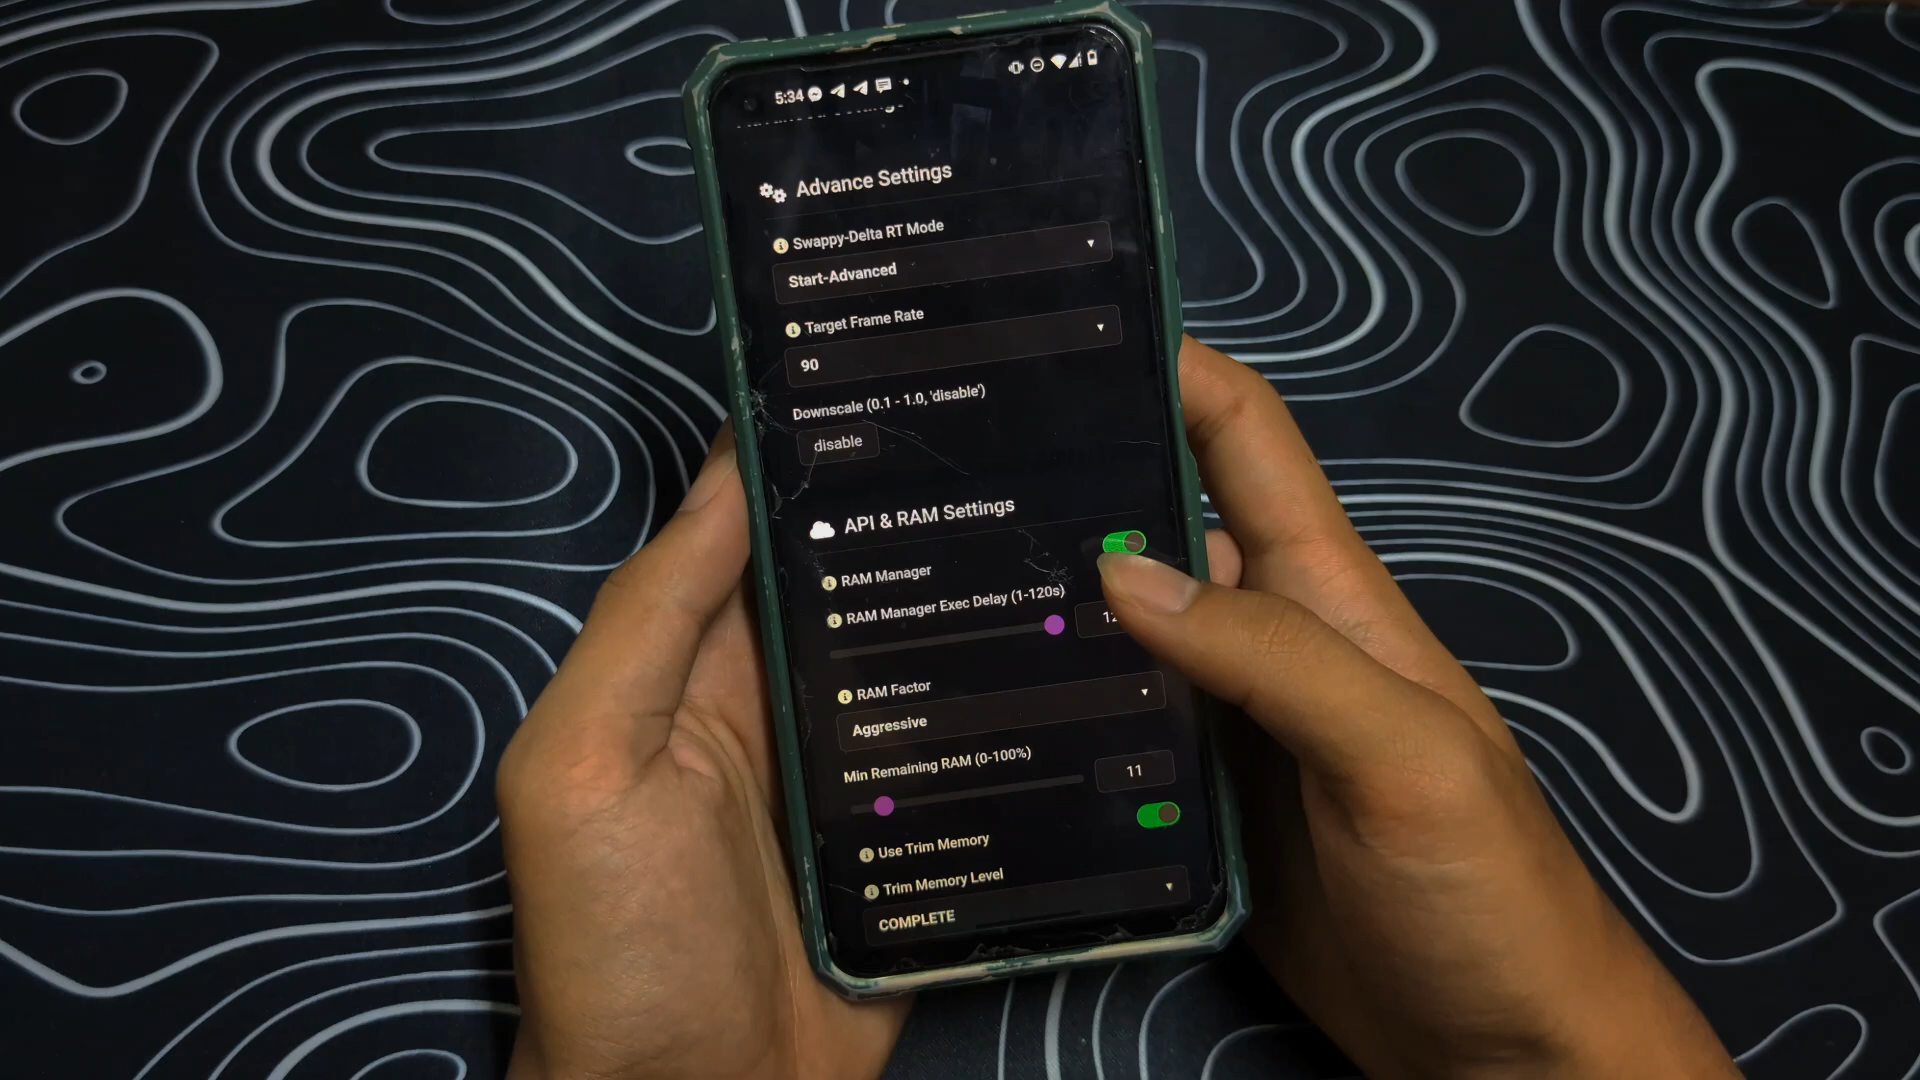 5:34
Advance Settings
Swappy-Delta RT Mode
Start-Advanced
Target Frame Rate
90
Downscale (0.1 - 1.0, 'disable')
disable
API & RAM Settings
RAM Manager
RAM Manager Exec Delay (1-120s)
RAM Factor
Aggressive
Min Remaining RAM (0-100%)
11
Use Trim Memory
Trim Memory Level
COMPLETE